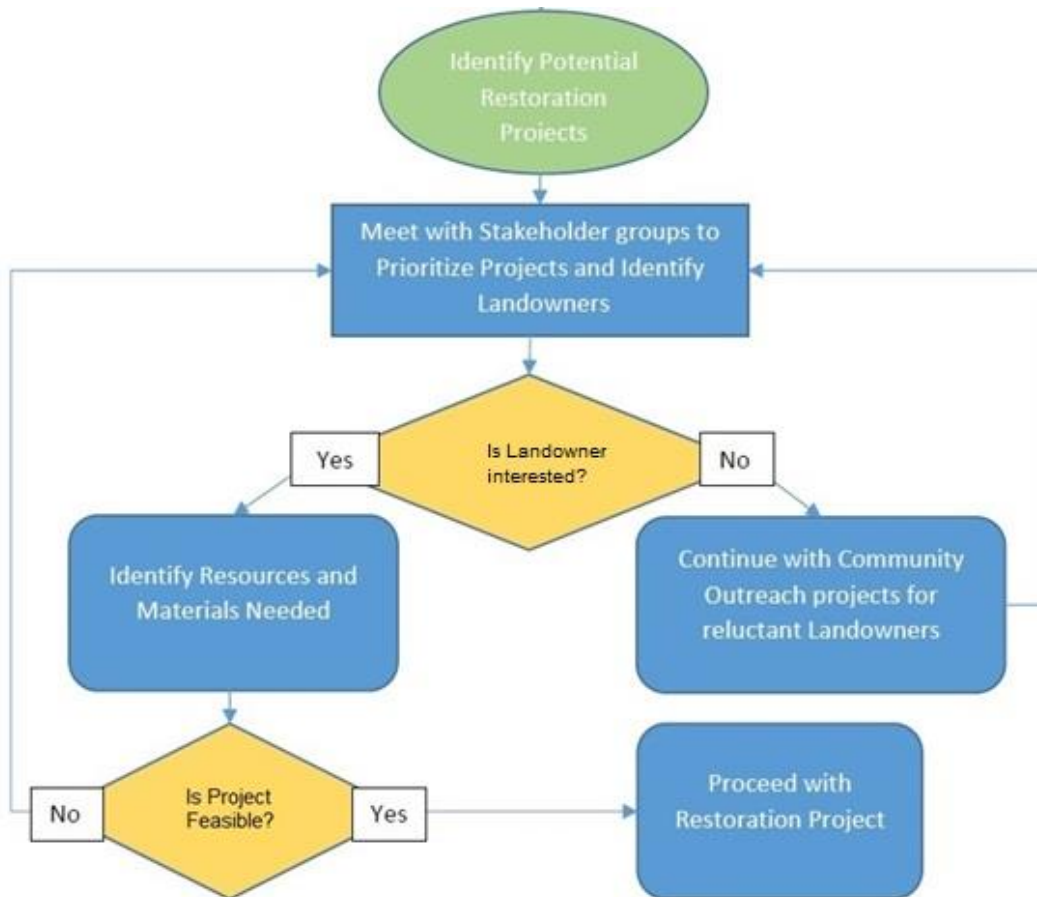 Identify Potential
Restoration
Projects
Meet with Stakeholder groups to
Prioritize Projects and Identify
Landowners
Yes
Is Landowner
interested?
No
Identify Resources and
Materials Needed
Continue with Community
Outreach projects for
reluctant Landowners
No
Is Project
Feasible?
Yes
Proceed with
Restoration Project